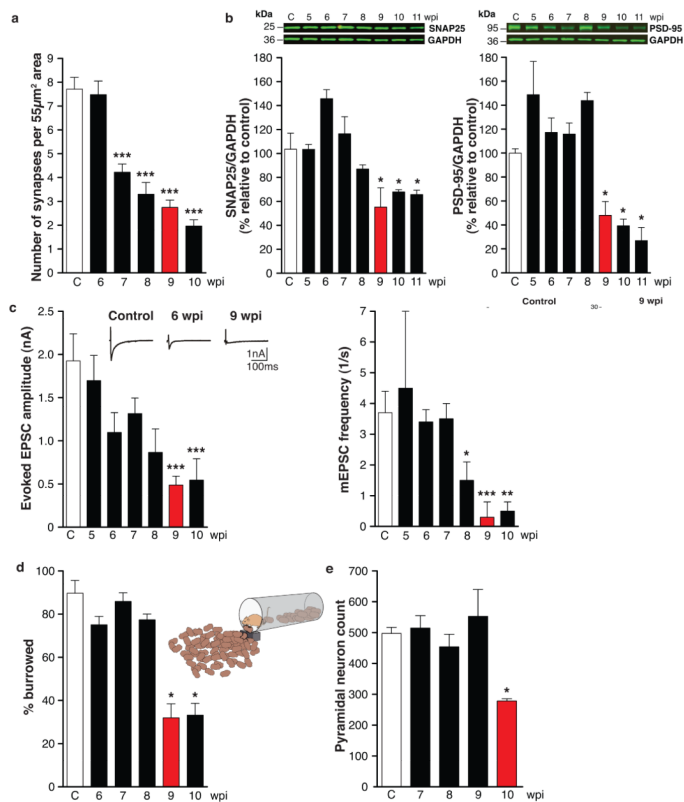 a
Number of synapses per 55µm² area
9
8
7
6
5
4
3
2
1
0
*** *** *** ***
C 6 7 8 9 10 wpi
b
kDa C 5 6 7 8 9 10 11 wpi
25 SNAP25
36 GAPDH
SNAP25/GAPDH
(% relative to control)
180
160
140
120
100
80
60
40
20
0
* * *
C 5 6 7 8 9 10 11 wpi
kDa C 5 6 7 8 9 10 11 wpi
95 PSD-95
36 GAPDH
PSD-95/GAPDH
(% relative to control)
180
160
140
120
100
80
60
40
20
0
* * *
C 5 6 7 8 9 10 11 wpi
Control 30 - 9 wpi
c
Evoked EPSC amplitude (nA)
2.5
2.0
1.5
1.0
0.5
0
Control 6 wpi 9 wpi
1nA
100ms
*** ***
C 5 6 7 8 9 10 wpi
mEPSC frequency (1/s)
7
6
5
4
3
2
1
0
* *** **
C 5 6 7 8 9 10 wpi
d
% burrowed
100
80
60
40
20
0
* *
C 6 7 8 9 10 wpi
e
Pyramidal neuron count
700
600
500
400
300
200
100
0
*
C 7 8 9 10 wpi